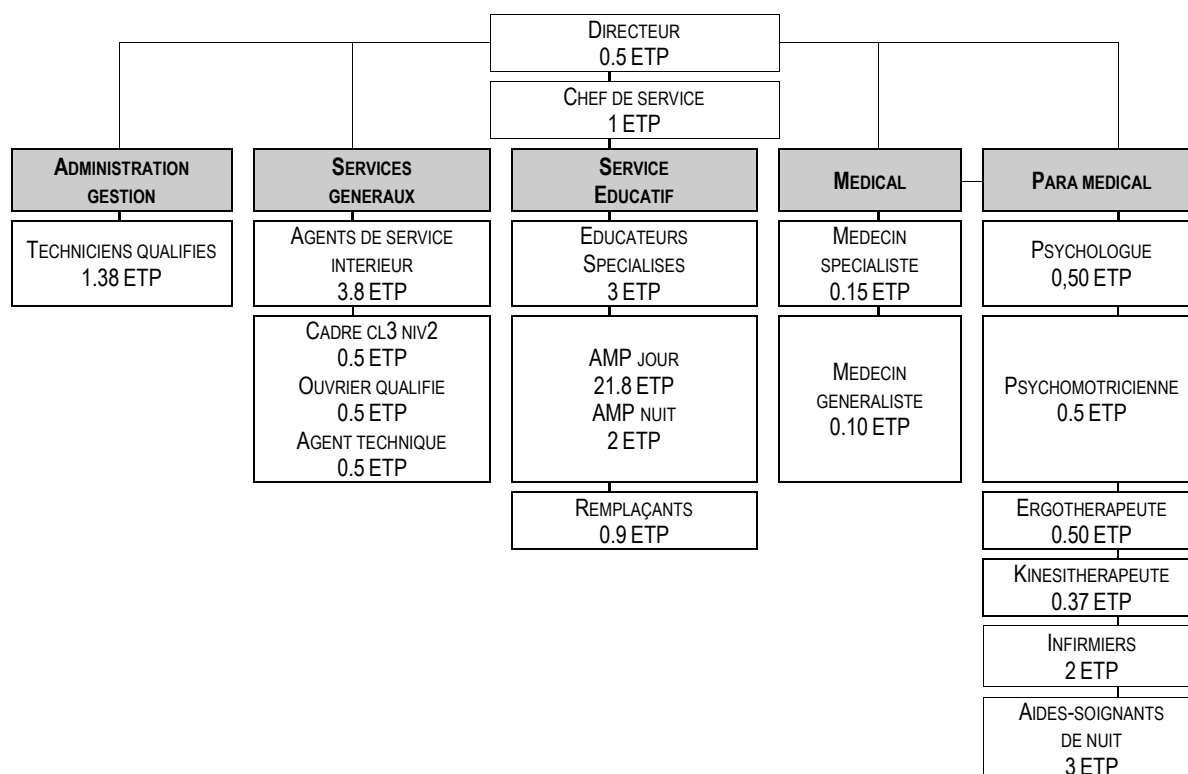 DIRECTEUR
0.5 ETP
CHEF DE SERVICE
1 ETP
ADMINISTRATION
GESTION
TECHNICIENS QUALIFIES
1.38 ETP
SERVICES
GENERAUX
AGENTS DE SERVICE
INTERIEUR
3.8 ETP
CADRE CL3 NIV2
0.5 ETP
OUVRIER QUALIFIE
0.5 ETP
AGENT TECHNIQUE
0.5 ETP
SERVICE
EDUCATIF
EDUCATEURS
SPECIALISES
3 ETP
AMP JOUR
21.8 ETP
AMP NUIT
2 ETP
REMPLAÇANTS
0.9 ETP
MEDICAL
MEDECIN
SPECIALISTE
0.15 ETP
MEDECIN
GENERALISTE
0.10 ETP
PARA MEDICAL
PSYCHOLOGUE
0,50 ETP
PSYCHOMOTRICIENNE
0.5 ETP
ERGOTHERAPEUTE
0.50 ETP
KINESITHERAPEUTE
0.37 ETP
INFIRMIERS
2 ETP
AIDES-SOIGNANTS
DE NUIT
3 ETP